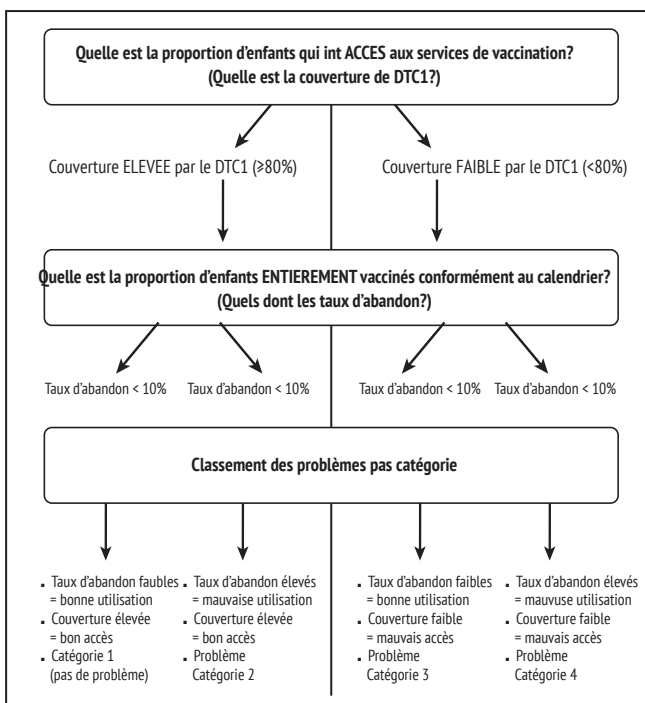 Quelle est la proportion d'enfants qui int ACCES aux services de vaccination?
(Quelle est la couverture de DTC1?)
Couverture ELEVEE par le DTC1 (≥80%)
Couverture FAIBLE par le DTC1 (<80%)
Quelle est la proportion d'enfants ENTIEREMENT vaccinés conformément au calendrier?
(Quels dont les taux d'abandon?)
Taux d'abandon < 10%
Taux d'abandon < 10%
Taux d'abandon < 10%
Taux d'abandon < 10%
Classement des problèmes pas catégorie
. Taux d'abandon faubles
= bonne utilisation
. Couverture élevée
= bon accès
. Catégorie 1
(pas de problème)
. Taux d'abandon élevés
= mauvaise utilisation
. Couverture élevée
= bon accès
. Problème
Catégorie 2
. Taux d'abandon faibles
= bonne utilisation
. Couverture faible
= mauvais accès
. Problème
Catégorie 3
. Taux d'abandon élevés
= mauvuse utilisation
. Couverture faible
= mauvais accès
. Problème
Catégorie 4